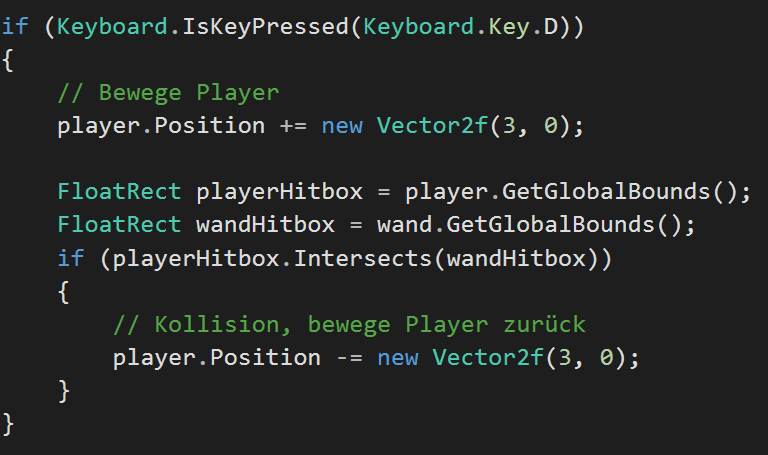 if (Keyboard.IsKeyPressed(Keyboard.Key.D))
{
    // Bewege Player
    player.Position += new Vector2f(3, 0);

    FloatRect playerHitbox = player.GetGlobalBounds();
    FloatRect wandHitbox = wand.GetGlobalBounds();
    if (playerHitbox.Intersects(wandHitbox))
    {
        // Kollision, bewege Player zurück
        player.Position -= new Vector2f(3, 0);
    }
}